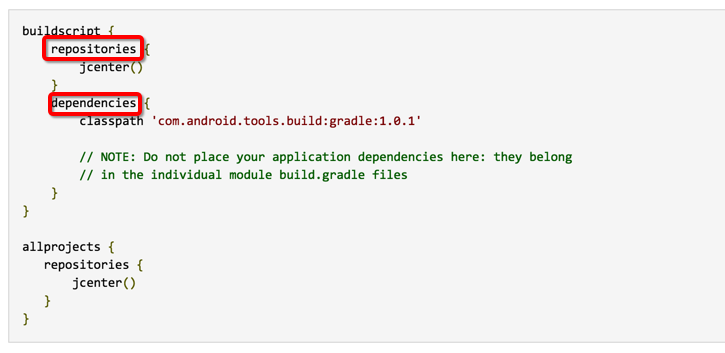 buildscript {
    repositories {
        jcenter()
    }
    dependencies {
        classpath 'com.android.tools.build:gradle:1.0.1'

        // NOTE: Do not place your application dependencies here: they belong
        // in the individual module build.gradle files
    }
}

allprojects {
   repositories {
       jcenter()
   }
}